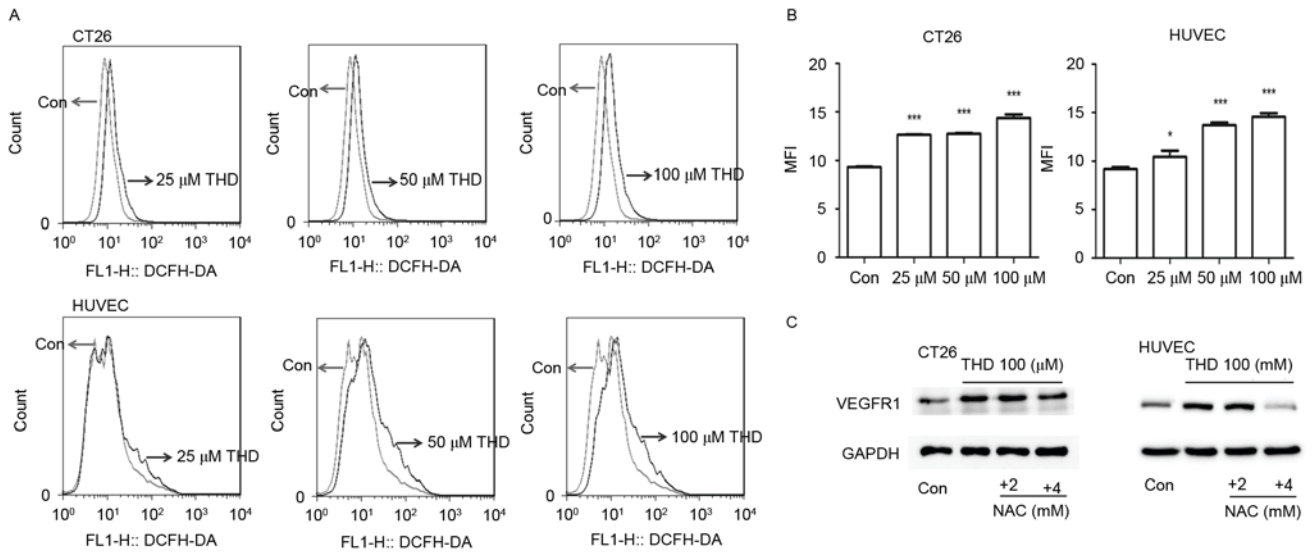 A
CT26
Con
25 μM THD
Count
0
10⁰ 10¹ 10² 10³ 10⁴
FL1-H:: DCFH-DA
Con
50 μM THD
Count
0
10⁰ 10¹ 10² 10³ 10⁴
FL1-H:: DCFH-DA
Con
100 μM THD
Count
0
10⁰ 10¹ 10² 10³ 10⁴
FL1-H:: DCFH-DA
HUVEC
Con
25 μM THD
Count
0
10⁰ 10¹ 10² 10³ 10⁴
FL1-H:: DCFH-DA
Con
50 μM THD
Count
0
10⁰ 10¹ 10² 10³ 10⁴
FL1-H:: DCFH-DA
Con
100 μM THD
Count
0
10⁰ 10¹ 10² 10³ 10⁴
FL1-H:: DCFH-DA
B
CT26
20
15
10
5
0
MFI
*** *** ***
Con 25 μM 50 μM 100 μM
HUVEC
20
15
10
5
0
MFI
* *** ***
Con 25 μM 50 μM 100 μM
C
CT26
THD 100 (μM)
VEGFR1
GAPDH
Con +2 +4
NAC (mM)
HUVEC
THD 100 (mM)
Con +2 +4
NAC (mM)